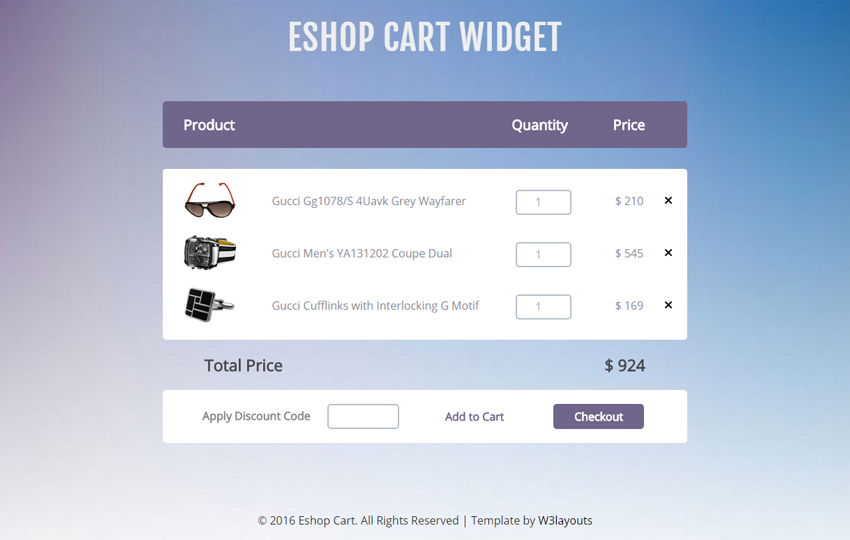 ESHOP CART WIDGET
Product Quantity Price
Gucci Gg1078/S 4Uavk Grey Wayfarer 1 $ 210 ×
Gucci Men's YA131202 Coupe Dual 1 $ 545 ×
Gucci Cufflinks with Interlocking G Motif 1 $ 169 ×
Total Price $ 924
Apply Discount Code Add to Cart Checkout
© 2016 Eshop Cart. All Rights Reserved | Template by W3layouts